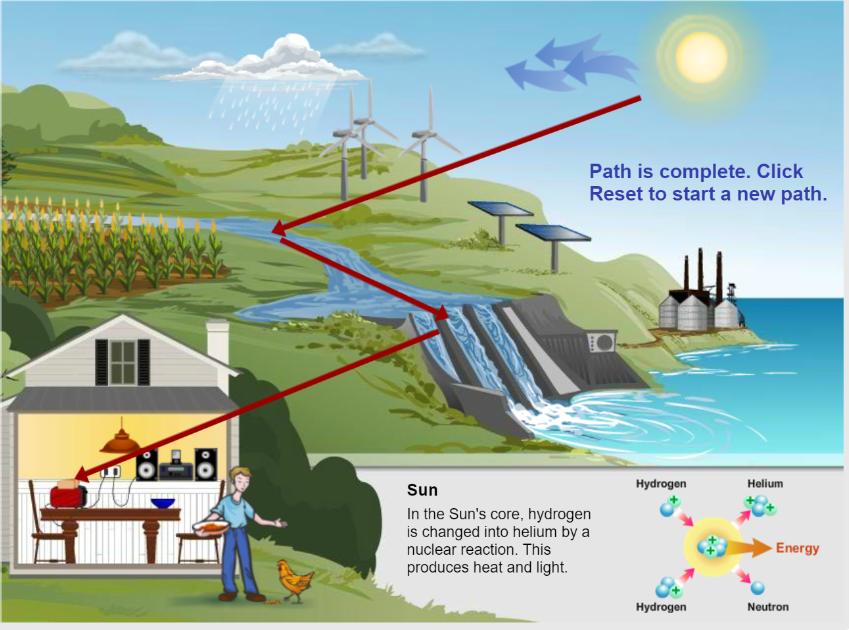 Path is complete. Click
Reset to start a new path.
Sun
In the Sun's core, hydrogen
is changed into helium by a
nuclear reaction. This
produces heat and light.
Hydrogen
Helium
Energy
Hydrogen
Neutron